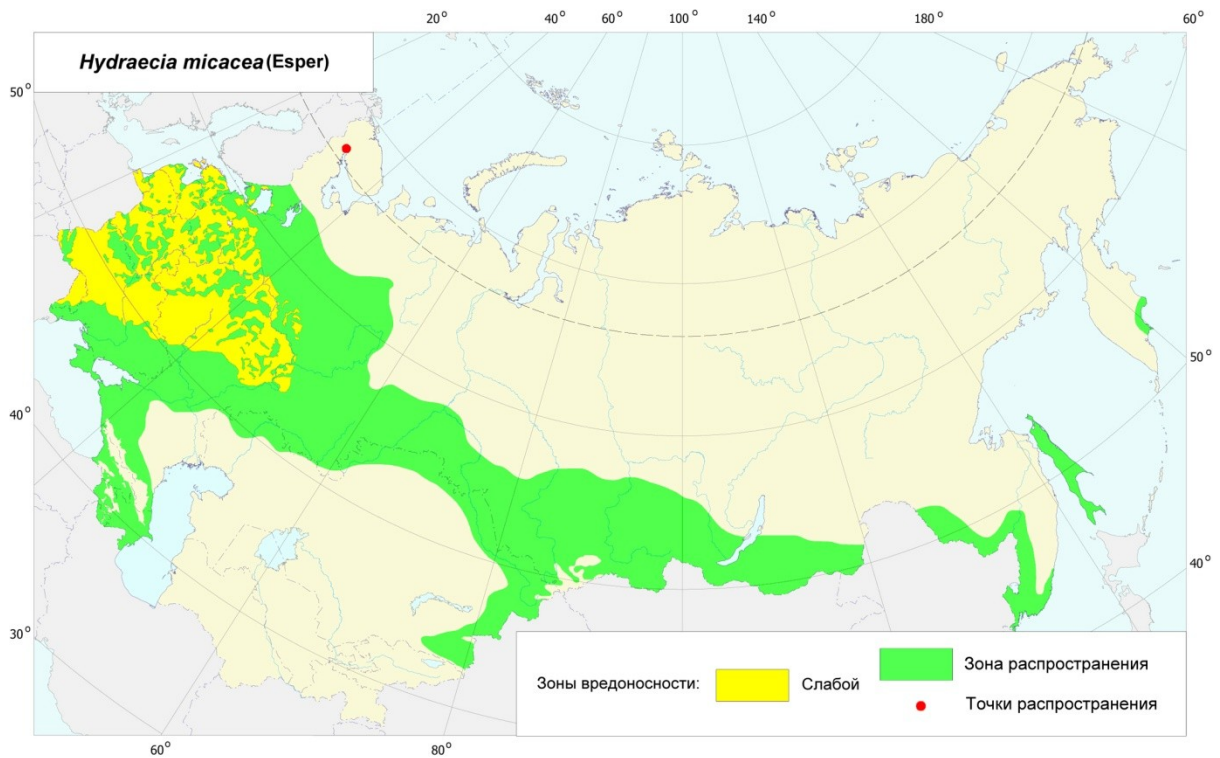 20° 40° 60° 100° 140° 180° 60°
Hydraecia micacea (Esper)
50°
50°
40°
40°
30°
Зоны вредоносности:
Слабой
Зона распространения
Точки распространения
60° 80°